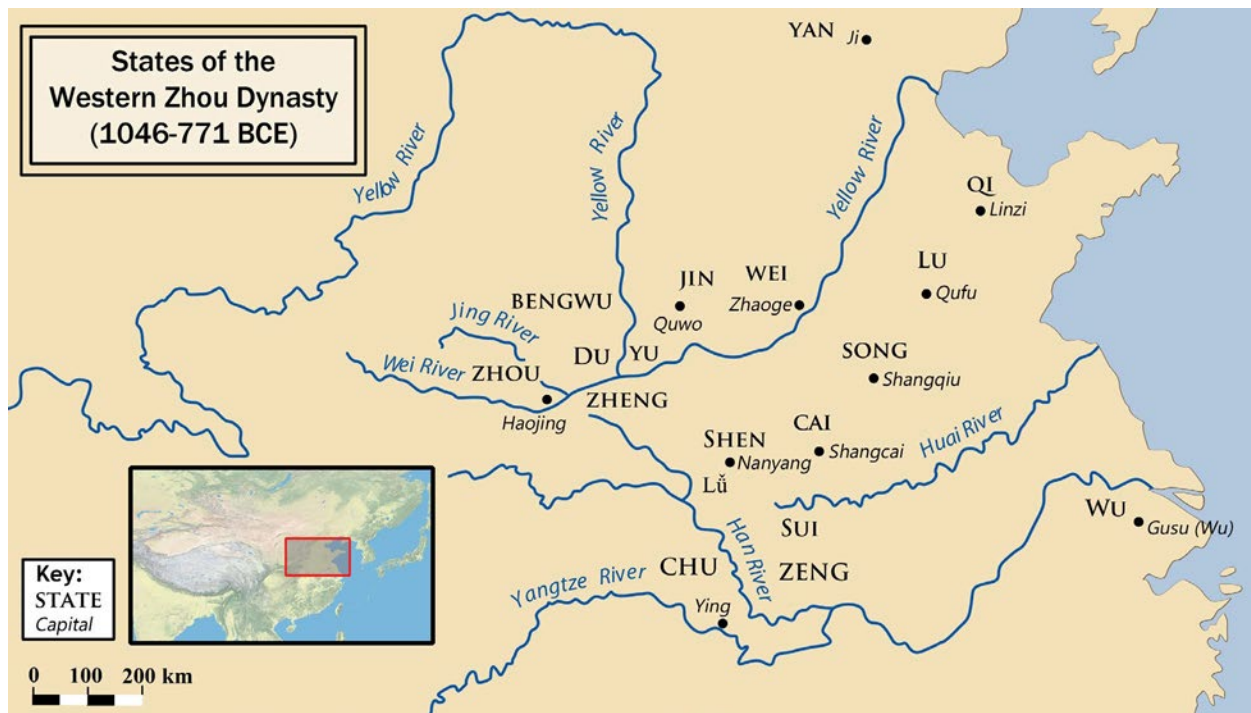 States of the
Western Zhou Dynasty
(1046-771 BCE)
YAN
Ji
Yellow River
Yellow River
Yellow River
QI
Linzi
LU
Qufu
JIN
Quwo
WEI
Zhaoge
BENGWU
Jing River
Wei River
DU
YU
ZHOU
Haojing
ZHENG
SONG
Shangqiu
CAI
Shangcai
SHEN
Nanyang
Lǚ
Huai River
SUI
WU
Gusu (Wu)
Han River
CHU
ZENG
Yangtze River
Ying
Key:
STATE
Capital
0 100 200 km